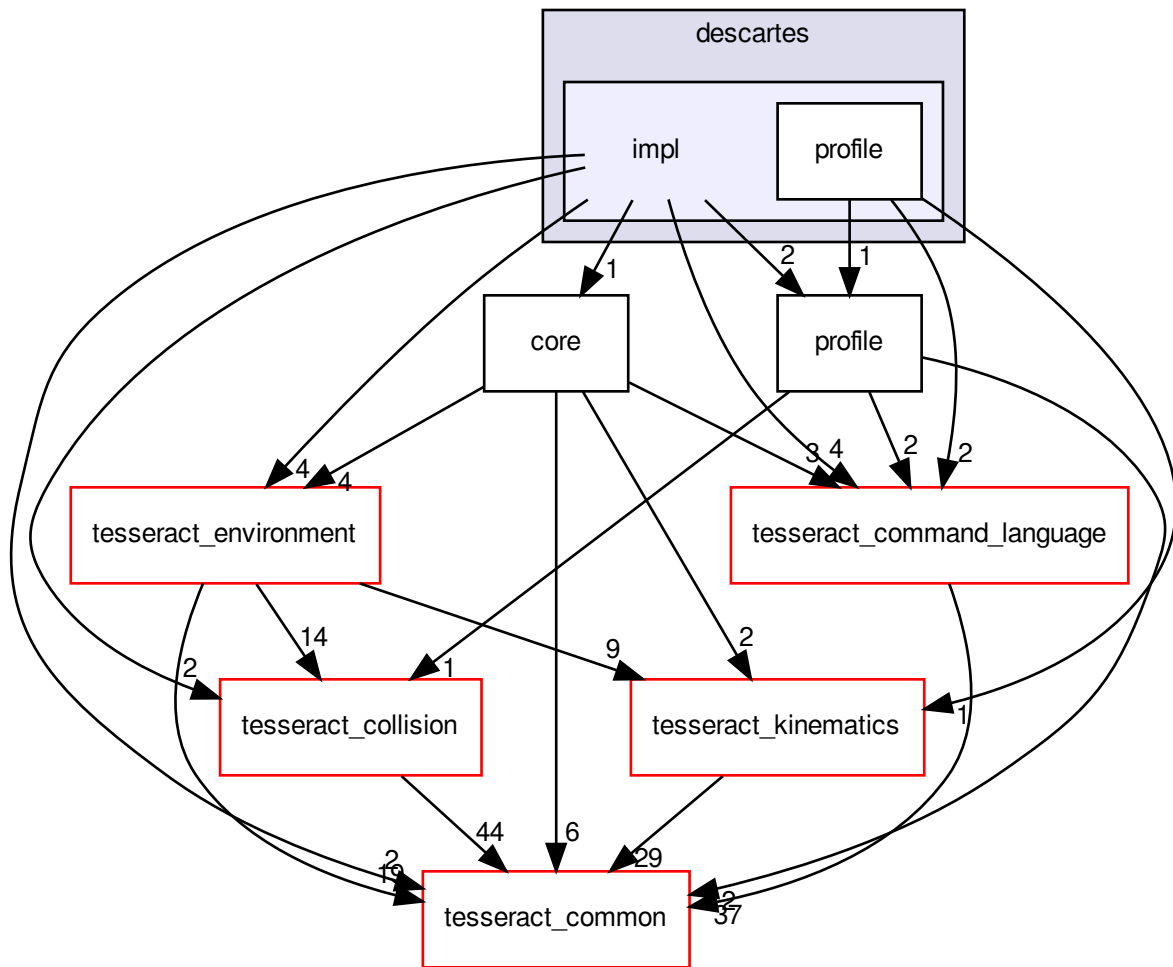 descartes
impl
profile
2
1
1
core
profile
4
4
3
4
2
2
tesseract_environment
tesseract_command_language
14
9
2
2
1
1
tesseract_collision
tesseract_kinematics
44
6
29
2
19
2
37
tesseract_common